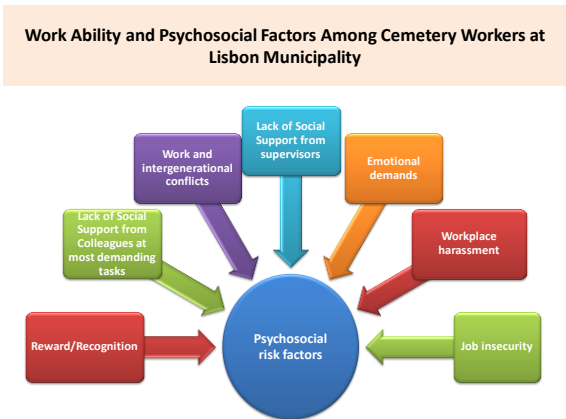 Work Ability and Psychosocial Factors Among Cemetery Workers at
Lisbon Municipality
Lack of Social
Support from
supervisors
Work and
intergenerational
conflicts
Emotional
demands
Lack of Social
Support from
Colleagues at
most demanding
tasks
Workplace
harassment
Reward/Recognition
Psychosocial
risk factors
Job insecurity